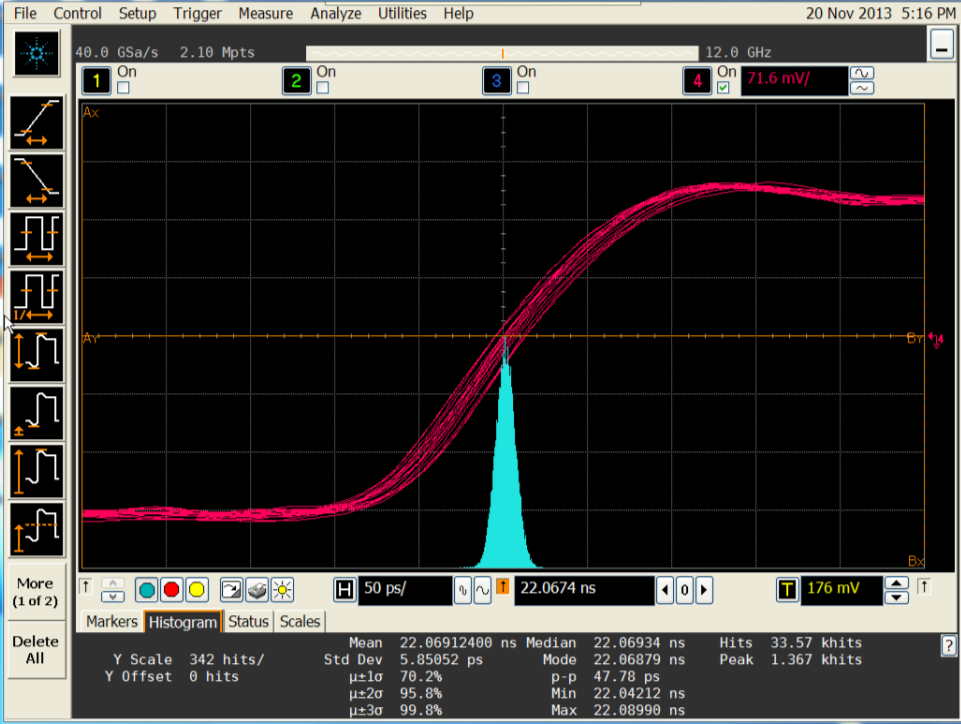 File Control Setup Trigger Measure Analyze Utilities Help 20 Nov 2013 5:16 PM
40.0 GSa/s 2.10 Mpts 12.0 GHz
1 On 2 On 3 On 4 On 71.6 mV/
Ax
AY BY 4
Bx
1/
More
(1 of 2)
Delete
All
H 50 ps/ 22.0674 ns 0 T 176 mV
Markers Histogram Status Scales
Mean 22.06912400 ns Median 22.06934 ns Hits 33.57 khits ?
Y Scale 342 hits/ Std Dev 5.85052 ps Mode 22.06879 ns Peak 1.367 khits
Y Offset 0 hits μ±1σ 70.2% p-p 47.78 ps
μ±2σ 95.8% Min 22.04212 ns
μ±3σ 99.8% Max 22.08990 ns